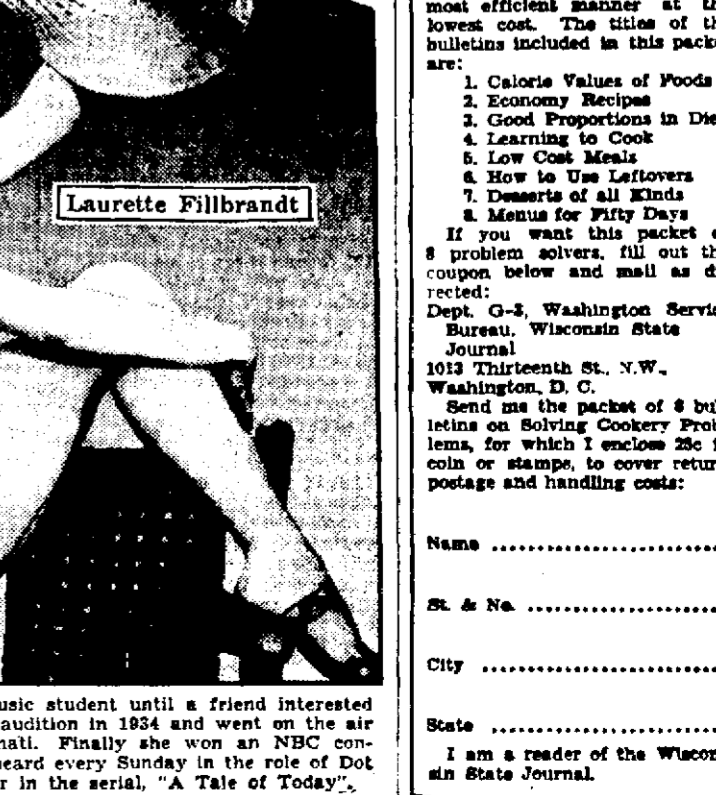 Laurette Fillbrandt
usic student until a friend interested
audition in 1934 and went on the air
nati. Finally she won an NBC con-
heard every Sunday in the role of Dot
r in the serial, "A Tale of Today".
most efficient manner at th
lowest cost. The titles of th
bulletins included in this packe
are:
1. Calorie Values of Foods
2. Economy Recipes
3. Good Proportions in Die
4. Learning to Cook
5. Low Cost Meals
6. How to Use Leftovers
7. Desserts of all Kinds
8. Menus for Fifty Days
If you want this packet o
8 problem solvers, fill out th
coupon below and mail as di
rected:
Dept. G-3, Washington Servic
Bureau, Wisconsin State
Journal
1013 Thirteenth St., N.W.,
Washington, D. C.
Send me the packet of 8 bul
letins on Solving Cookery Prob
lems, for which I enclose 25c i
coin or stamps, to cover return
postage and handling costs:
Name ........................
St. & No. ........................
City ........................
State ........................
I am a reader of the Wiscon
sin State Journal.